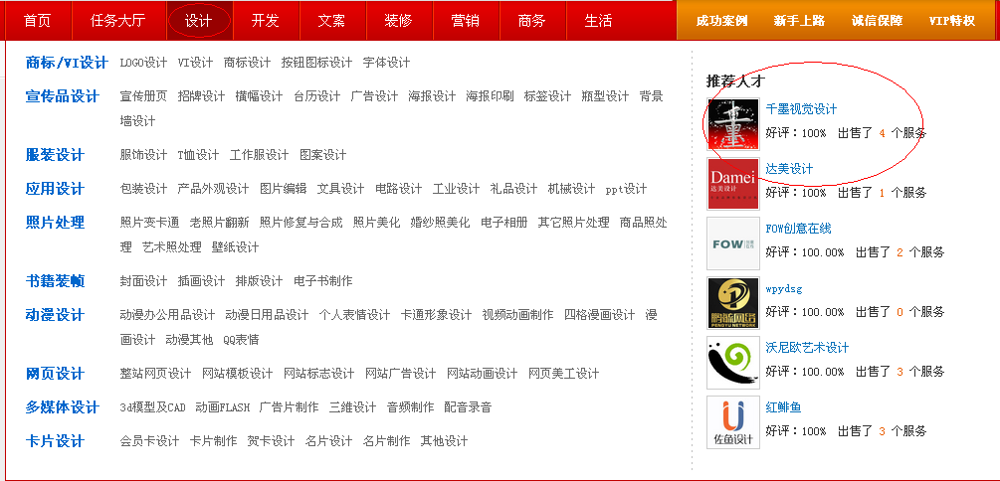 首页 任务大厅 设计 开发 文案 装修 营销 商务 生活 成功案例 新手上路 诚信保障 VIP特权
商标/VI设计 LOGO设计 VI设计 商标设计 按钮图标设计 字体设计
宣传品设计 宣传册页 招牌设计 横幅设计 台历设计 广告设计 海报设计 海报印刷 标签设计 瓶型设计 背景
墙设计
服装设计 服饰设计 T恤设计 工作服设计 图案设计
应用设计 包装设计 产品外观设计 图片编辑 文具设计 电路设计 工业设计 礼品设计 机械设计 ppt设计
照片处理 照片变卡通 老照片翻新 照片修复与合成 照片美化 婚纱照美化 电子相册 其它照片处理 商品照处
理 艺术照处理 壁纸设计
书籍装帧 封面设计 插画设计 排版设计 电子书制作
动漫设计 动漫办公用品设计 动漫日用品设计 个人表情设计 卡通形象设计 视频动画制作 四格漫画设计 漫
画设计 动漫其他 QQ表情
网页设计 整站网页设计 网站模板设计 网站标志设计 网站广告设计 网站动画设计 网页美工设计
多媒体设计 3d模型及CAD 动画FLASH 广告片制作 三维设计 音频制作 配音录音
卡片设计 会员卡设计 卡片制作 贺卡设计 名片设计 名片制作 其他设计
推荐人才
千墨
千墨视觉设计
好评：100% 出售了 4 个服务
Damei
达美设计
达美设计
好评：100% 出售了 1 个服务
FOW
FOW创意在线
好评：100.00% 出售了 2 个服务
鹏毓网络
PENGYU NETWORK
wpydsg
好评：100.00% 出售了 0 个服务
沃尼欧艺术设计
好评：100.00% 出售了 3 个服务
佐鱼设计
红鲱鱼
好评：100% 出售了 3 个服务